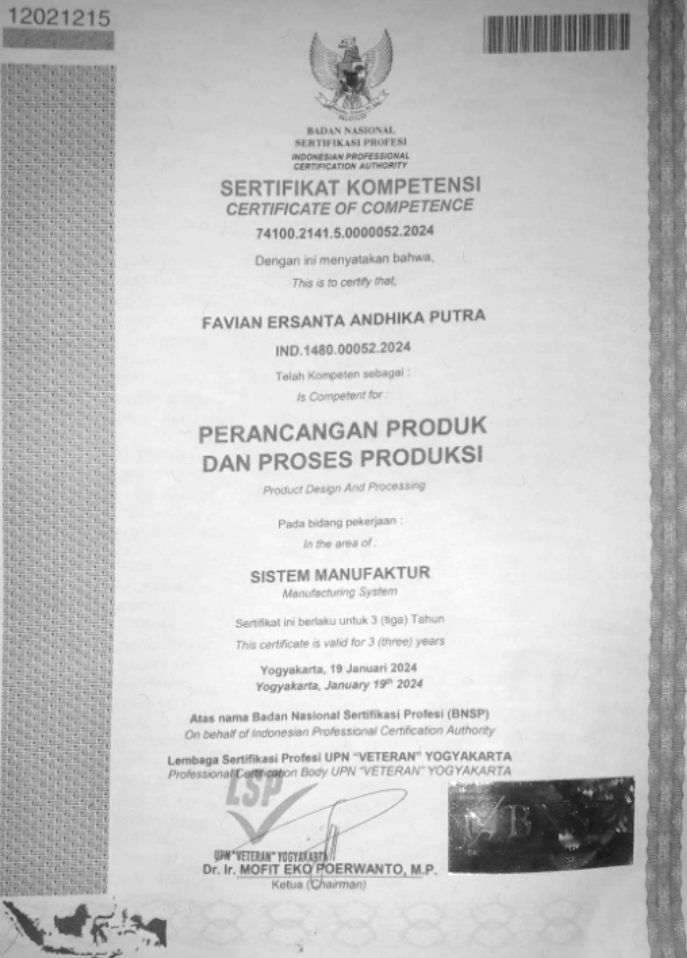 12021215
BADAN NASIONAL
SERTIFIKASI PROFESI
INDONESIAN PROFESSIONAL
CERTIFICATION AUTHORITY
SERTIFIKAT KOMPETENSI
CERTIFICATE OF COMPETENCE
74100.2141.5.0000052.2024
Dengan ini menyatakan bahwa,
This is to certify that,
FAVIAN ERSANTA ANDHIKA PUTRA
IND.1480.00052.2024
Telah Kompeten sebagai :
Is Competent for :
PERANCANGAN PRODUK
DAN PROSES PRODUKSI
Product Design And Processing
Pada bidang pekerjaan :
In the area of :
SISTEM MANUFAKTUR
Manufacturing System
Sertifikat ini berlaku untuk 3 (tiga) Tahun
This certificate is valid for 3 (three) years
Yogyakarta, 19 Januari 2024
Yogyakarta, January 19th 2024
Atas nama Badan Nasional Sertifikasi Profesi (BNSP)
On behalf of Indonesian Professional Certification Authority
Lembaga Sertifikasi Profesi UPN “VETERAN” YOGYAKARTA
Professional Certification Body UPN “VETERAN” YOGYAKARTA
LSP
UPN "VETERAN" YOGYAKARTA
Dr. Ir. MOFIT EKO POERWANTO, M.P.
Ketua (Chairman)